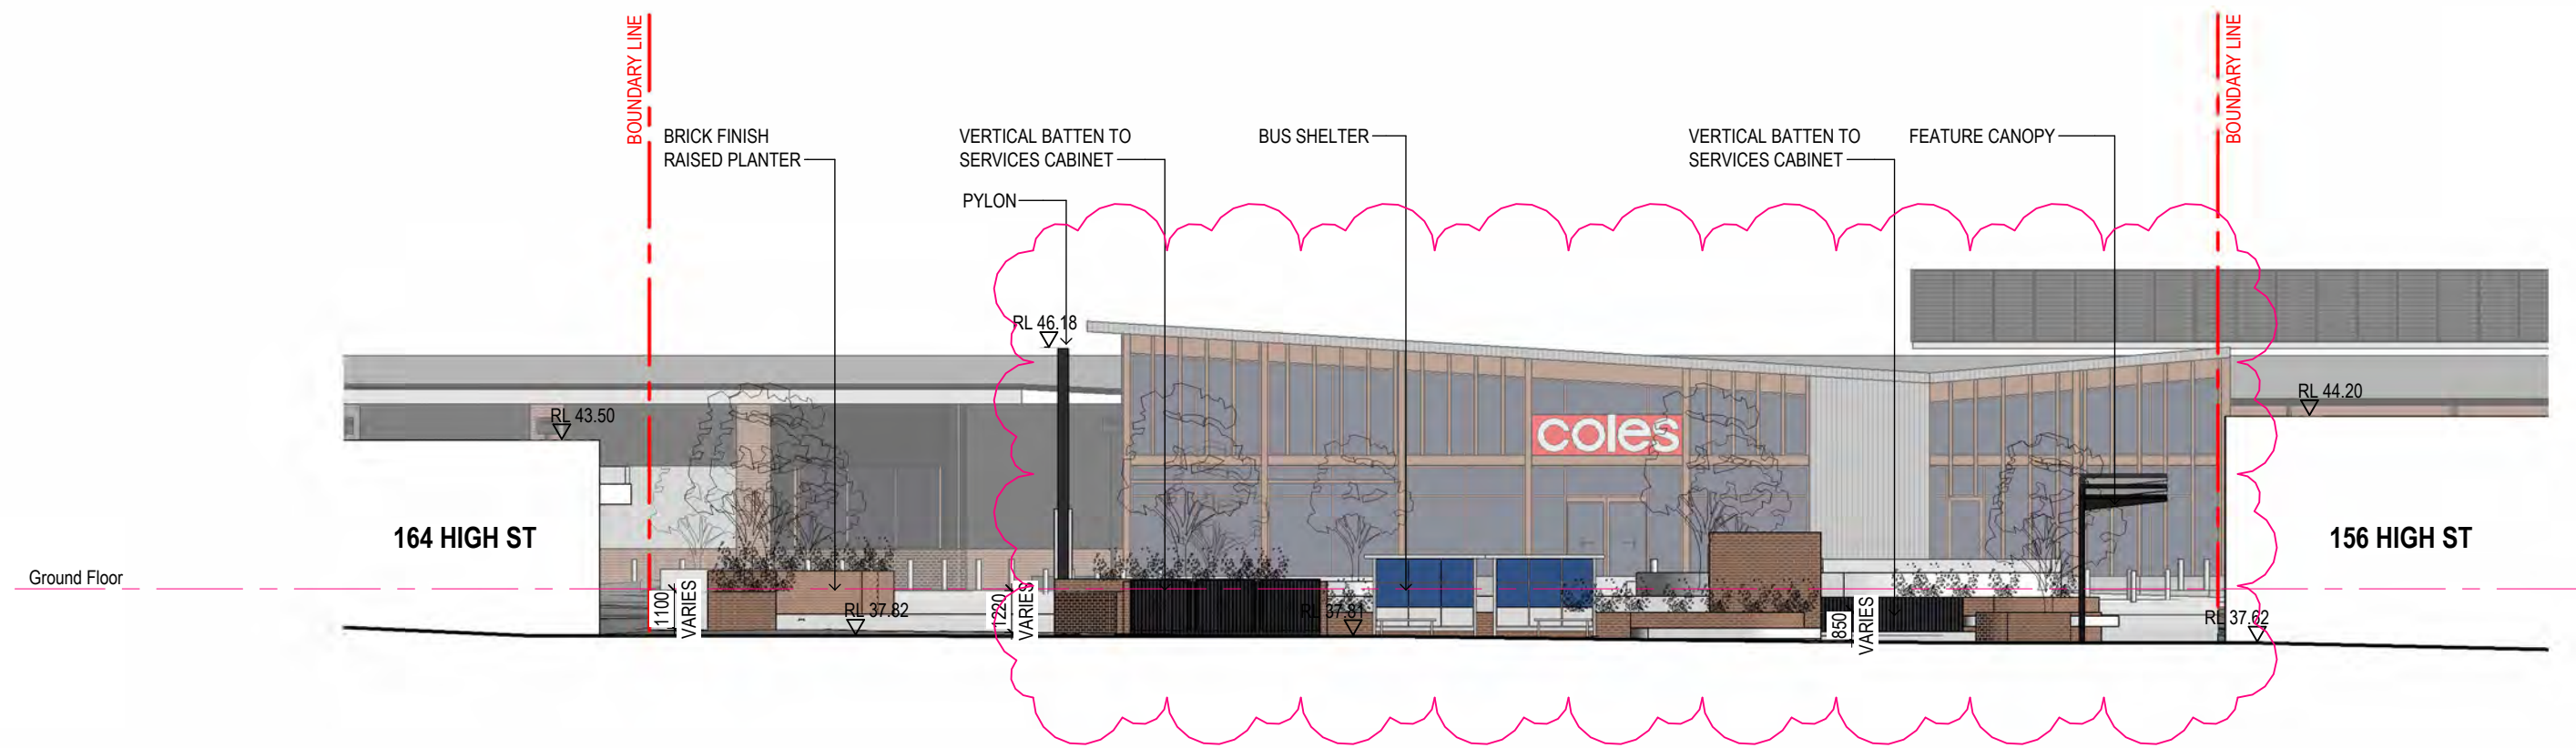 BOUNDARY LINE
BOUNDARY LINE
BRICK FINISH
RAISED PLANTER
VERTICAL BATTEN TO
SERVICES CABINET
PYLON
BUS SHELTER
VERTICAL BATTEN TO
SERVICES CABINET
FEATURE CANOPY
RL 46.18
RL 43.50
RL 44.20
coles
164 HIGH ST
156 HIGH ST
Ground Floor
1100
VARIES
RL 37.82
1220
VARIES
RL 37.81
850
VARIES
RL 37.62